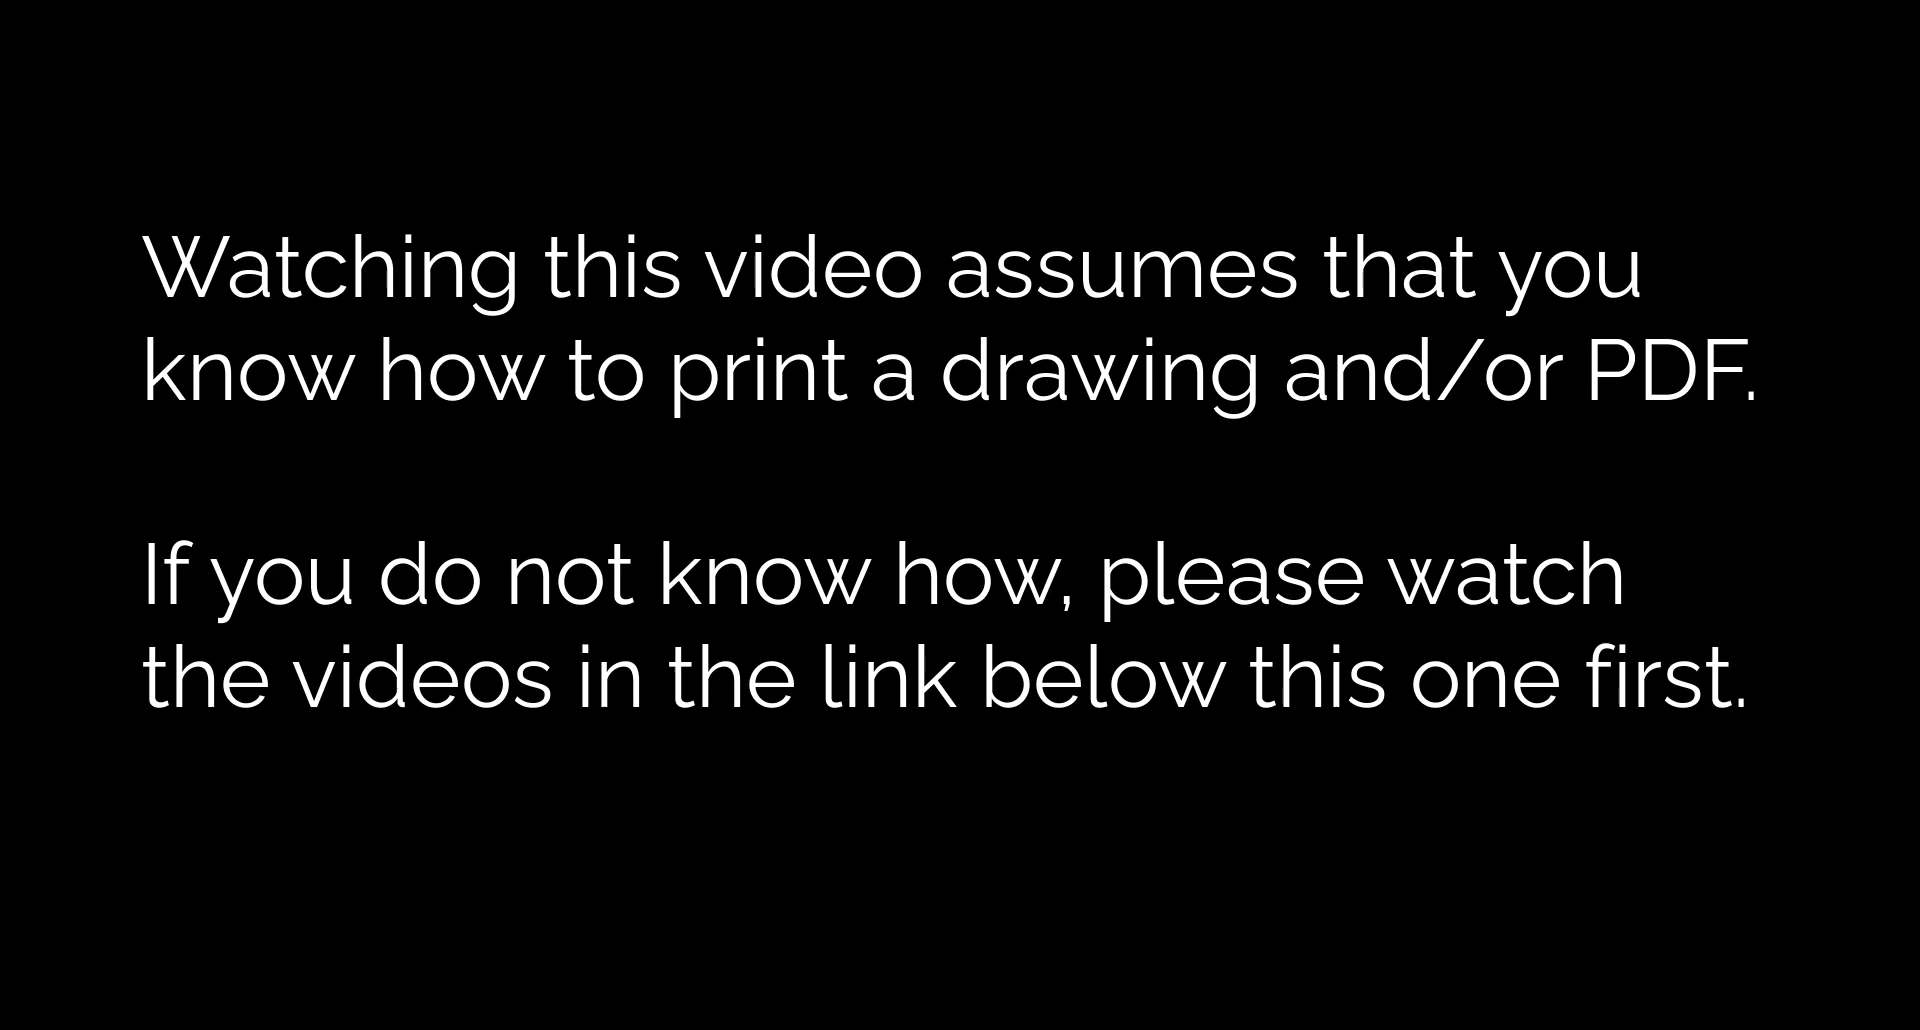 Watching this video assumes that you
know how to print a drawing and/or PDF.
If you do not know how, please watch
the videos in the link below this one first.